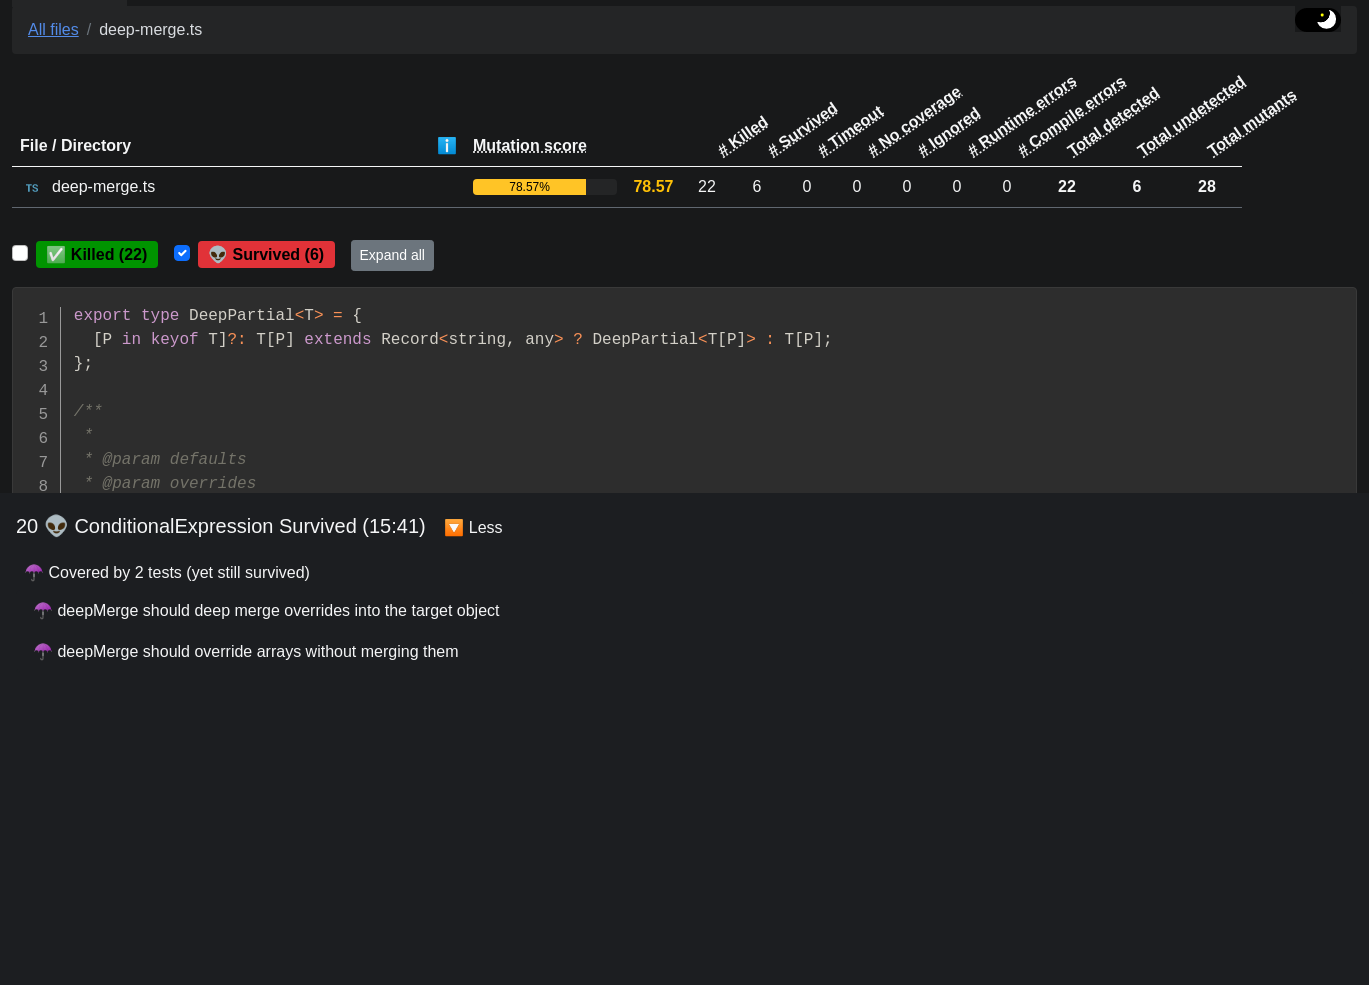 All files / deep-merge.ts
File / Directory ℹ️ Mutation score # Killed # Survived # Timeout # No coverage # Ignored # Runtime errors # Compile errors Total detected Total undetected Total mutants
TS deep-merge.ts 78.57% 78.57 22 6 0 0 0 0 0 22 6 28
✅ Killed (22) 👽 Survived (6) Expand all
1 export type DeepPartial<T> = {
2   [P in keyof T]?: T[P] extends Record<string, any> ? DeepPartial<T[P]> : T[P];
3 };
4
5 /**
6  *
7  * @param defaults
8  * @param overrides
20 👽 ConditionalExpression Survived (15:41) 🔽 Less
☂️ Covered by 2 tests (yet still survived)
☂️ deepMerge should deep merge overrides into the target object
☂️ deepMerge should override arrays without merging them